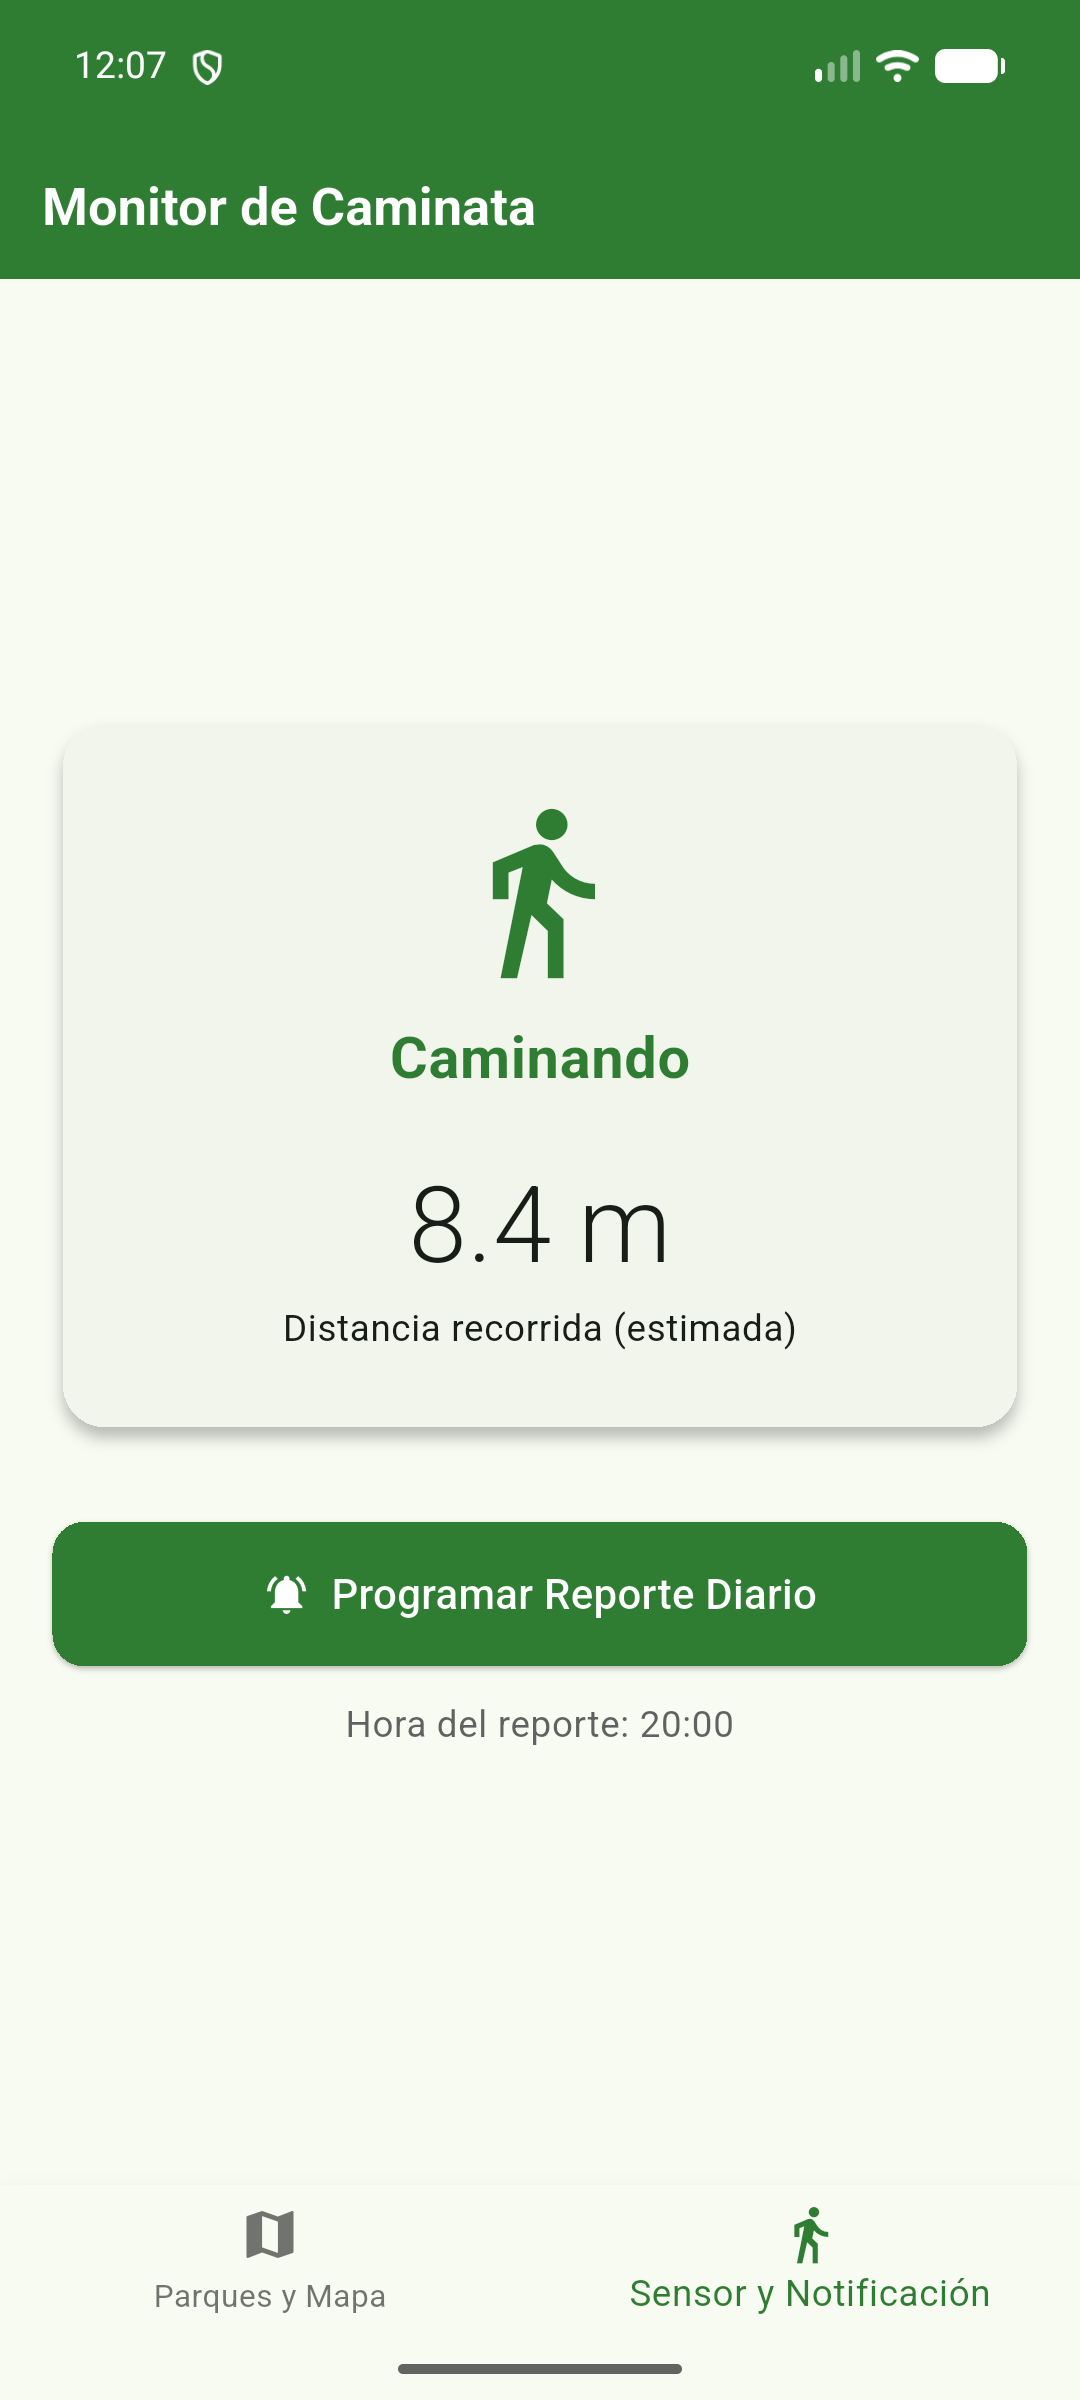 12:07
Monitor de Caminata
Caminando
8.4 m
Distancia recorrida (estimada)
Programar Reporte Diario
Hora del reporte: 20:00
Parques y Mapa
Sensor y Notificación